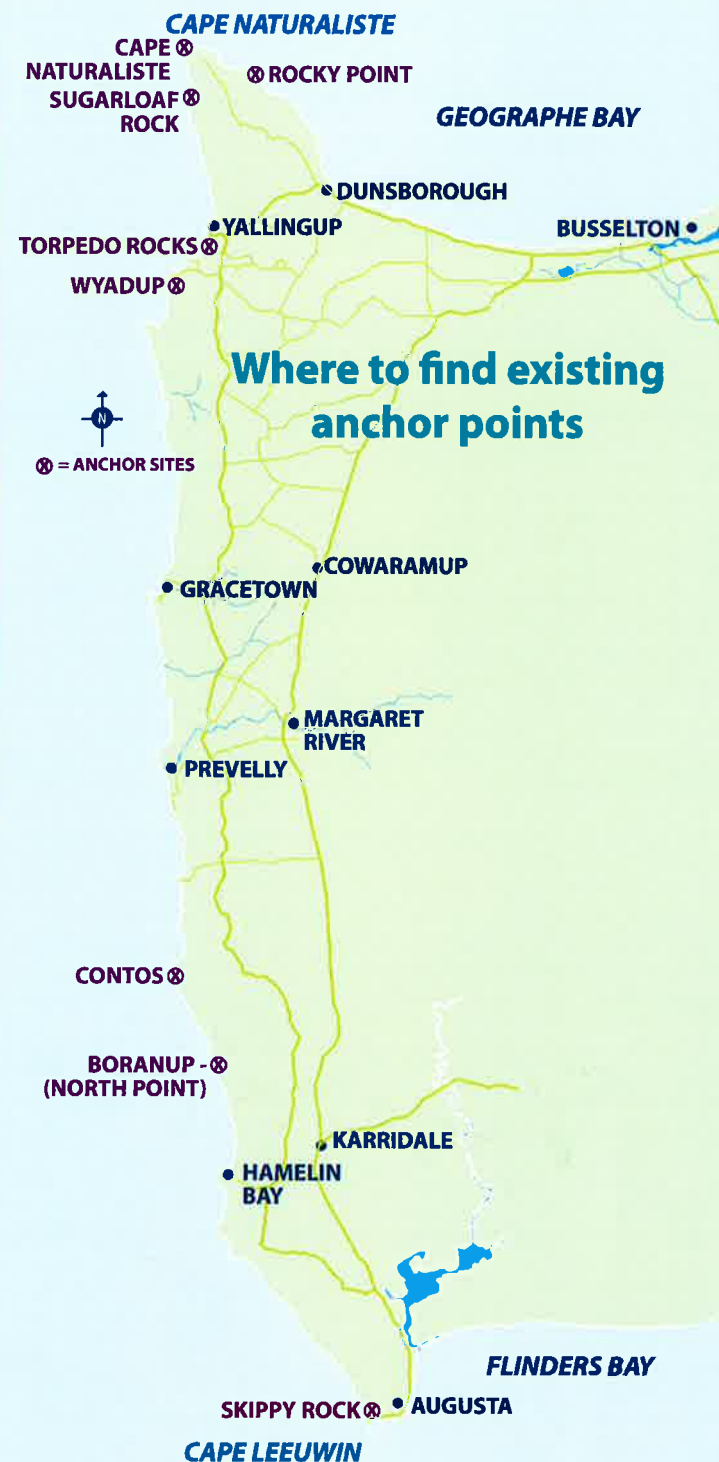 CAPE NATURALISTE
CAPE
NATURALISTE
ROCKY POINT
SUGARLOAF
ROCK
GEOGRAPHE BAY
DUNSBOROUGH
YALLINGUP
BUSSELTON
TORPEDO ROCKS
WYADUP
Where to find existing
anchor points
N
= ANCHOR SITES
COWARAMUP
GRACETOWN
MARGARET
RIVER
PREVELLY
CONTOS
BORANUP -
(NORTH POINT)
KARRIDALE
HAMELIN
BAY
FLINDERS BAY
SKIPPY ROCK
AUGUSTA
CAPE LEEUWIN